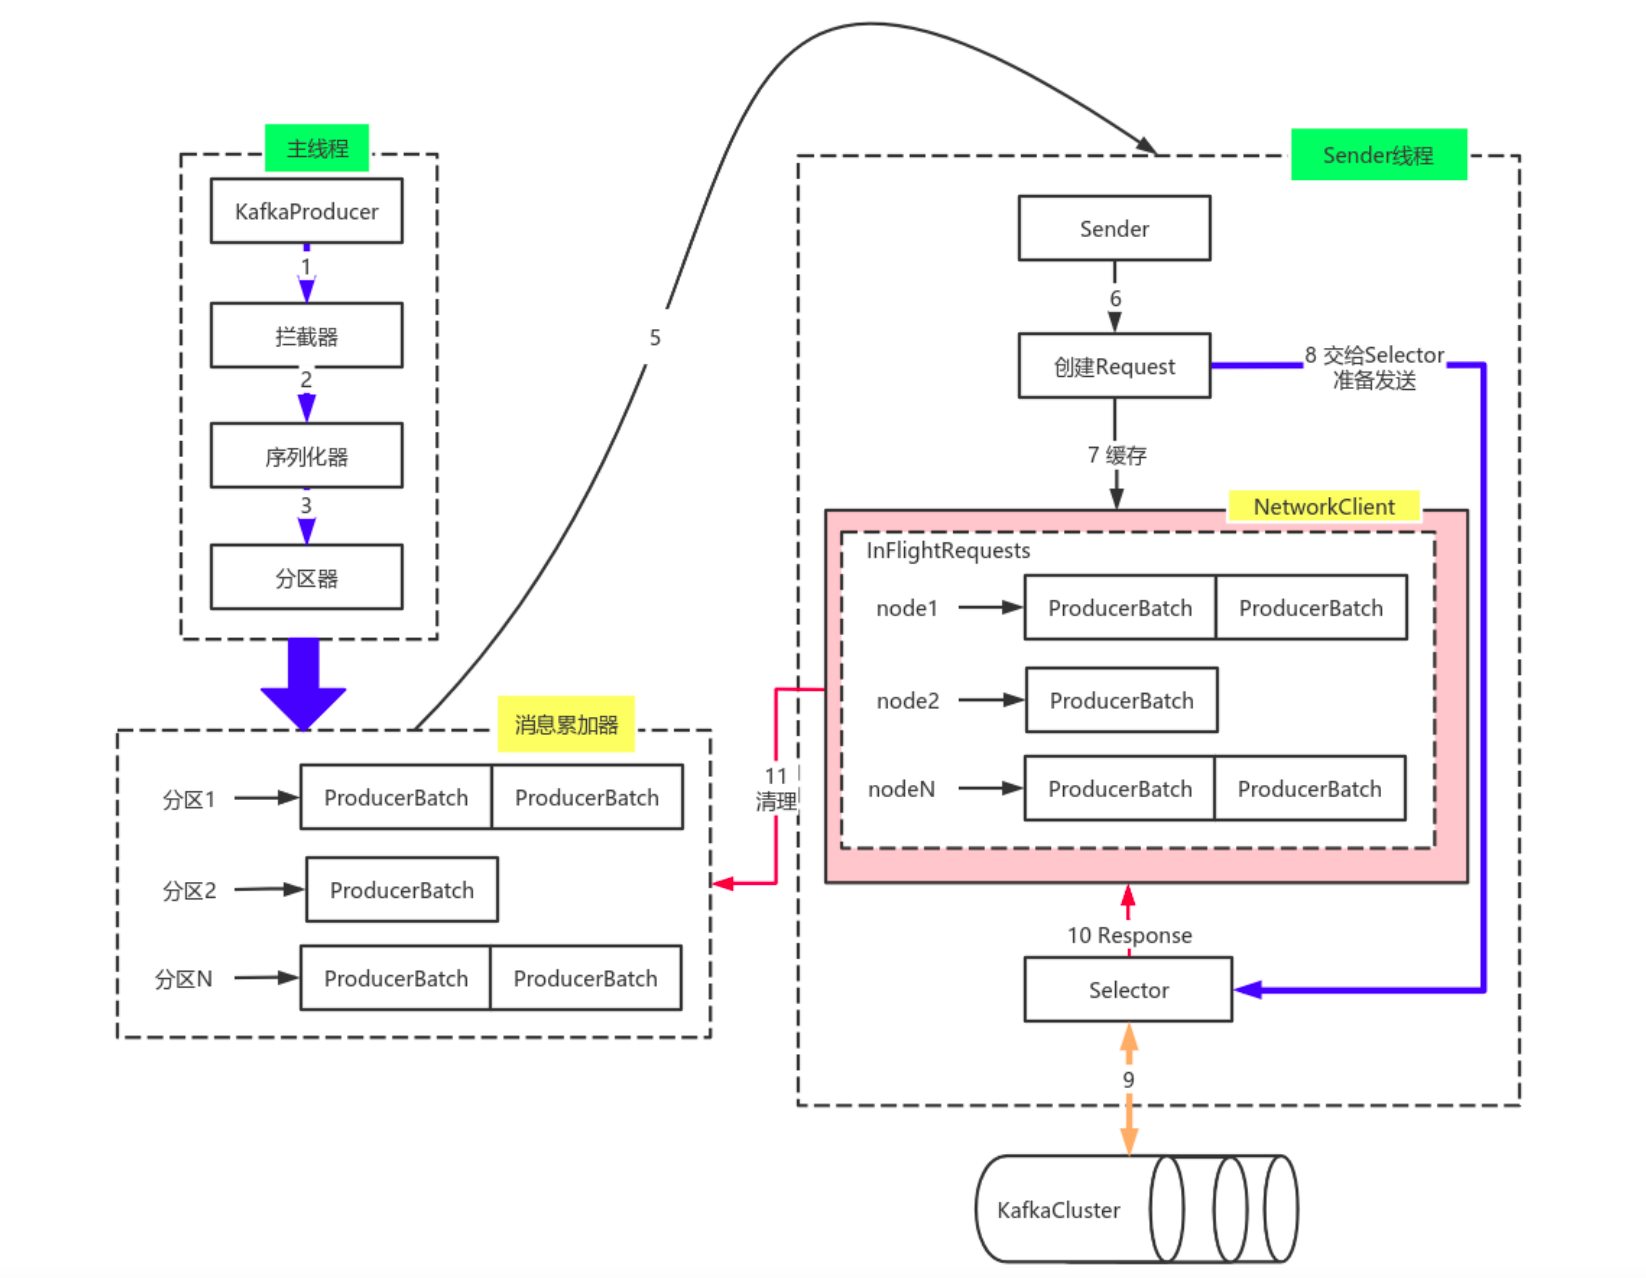 主线程
KafkaProducer
1
拦截器
2
序列化器
3
分区器
消息累加器
分区1
ProducerBatch
ProducerBatch
分区2
ProducerBatch
分区N
ProducerBatch
ProducerBatch
5
Sender线程
Sender
6
创建Request
8 交给Selector
准备发送
7 缓存
NetworkClient
InFlightRequests
node1
ProducerBatch
ProducerBatch
node2
ProducerBatch
nodeN
ProducerBatch
ProducerBatch
11
清理
10 Response
Selector
9
KafkaCluster